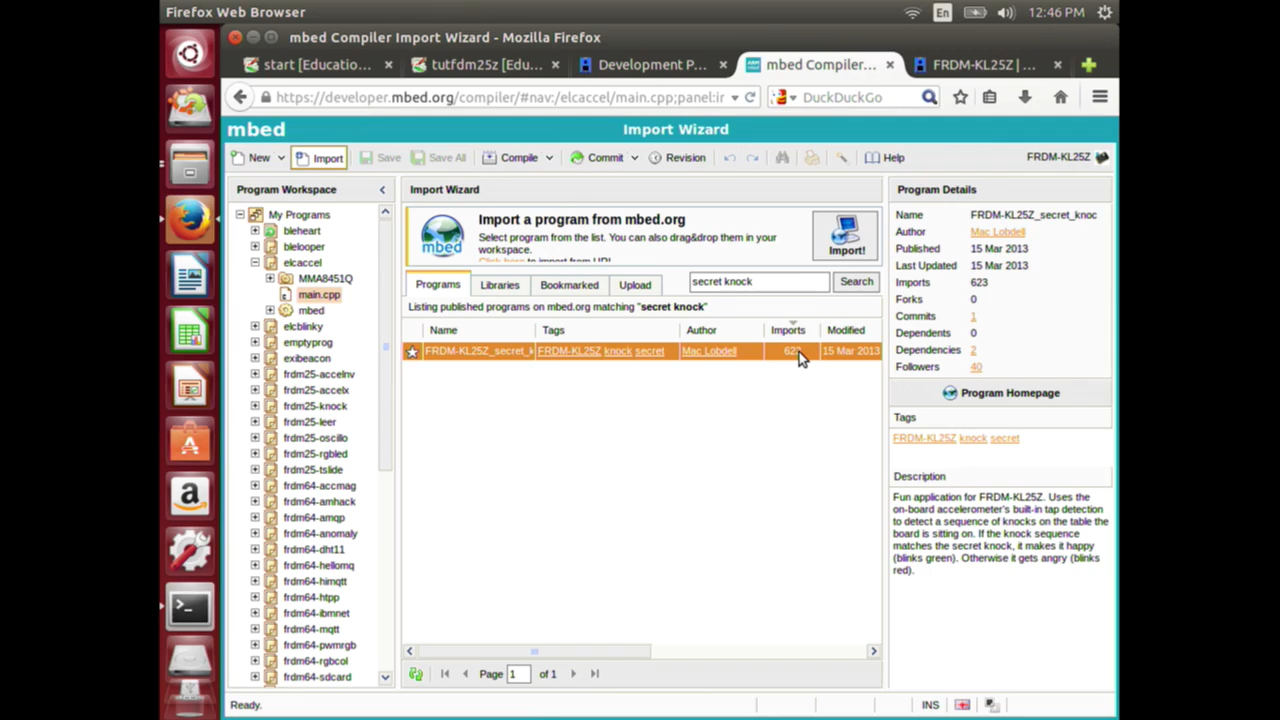 Firefox Web Browser
En
12:46 PM
mbed Compiler Import Wizard - Mozilla Firefox
start [Educatio...
tutfdm25z [Edu...
Development P...
mbed Compiler...
FRDM-KL25Z | ...
https://developer.mbed.org/compiler/#nav:/elcaccel/main.cpp;panel:ir
DuckDuckGo
mbed
Import Wizard
New
Import
Save
Save All
Compile
Commit
Revision
Help
FRDM-KL25Z
Program Workspace
My Programs
bleheart
blelooper
elcaccel
MMA8451Q
main.cpp
mbed
elcblinky
emptyprog
exibeacon
frdm25-accelnv
frdm25-accelx
frdm25-knock
frdm25-leer
frdm25-oscillo
frdm25-rgbled
frdm25-tslide
frdm64-accmag
frdm64-amhack
frdm64-amqp
frdm64-anomaly
frdm64-dht11
frdm64-hellomq
frdm64-himqtt
frdm64-htpp
frdm64-ibmnet
frdm64-mqtt
frdm64-pwmrgb
frdm64-rgbcol
frdm64-sdcard
Import Wizard
mbed
Import a program from mbed.org
Select program from the list. You can also drag&drop them in your
workspace.
Click here to import from URL
Import!
Programs
Libraries
Bookmarked
Upload
secret knock
Search
Listing published programs on mbed.org matching "secret knock"
Name Tags Author Imports Modified
FRDM-KL25Z_secret_k FRDM-KL25Z knock secret Mac Lobdell 623 15 Mar 2013
Page 1 of 1
Program Details
Name FRDM-KL25Z_secret_knoc
Author Mac Lobdell
Published 15 Mar 2013
Last Updated 15 Mar 2013
Imports 623
Forks 0
Commits 1
Dependents 0
Dependencies 2
Followers 40
Program Homepage
Tags
FRDM-KL25Z knock secret
Description
Fun application for FRDM-KL25Z. Uses the
on-board accelerometer's built-in tap detection
to detect a sequence of knocks on the table the
board is sitting on. If the knock sequence
matches the secret knock, it makes it happy
(blinks green). Otherwise it gets angry (blinks
red).
Ready.
INS